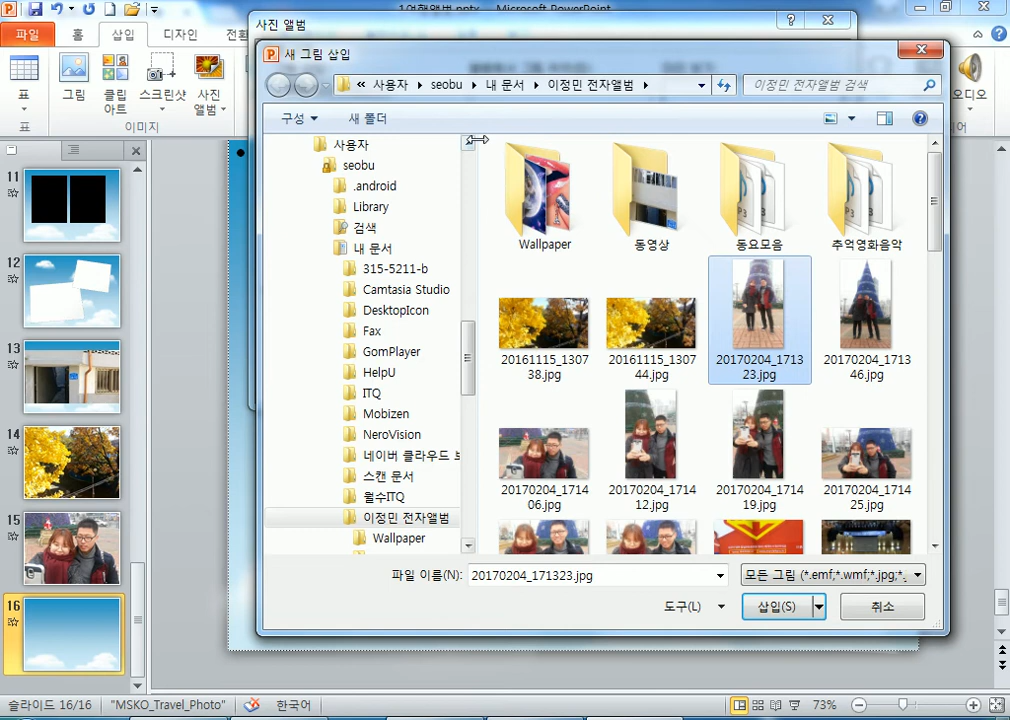 1여행앨범.pptx - Microsoft PowerPoint
파일
홈
삽입
디자인
전환
표
그림
클립
아트
스크린샷
사진
앨범
오디오
표
이미지
사진 앨범
새 그림 삽입
« 사용자 ▸ seobu ▸ 내 문서 ▸ 이정민 전자앨범 ▸
이정민 전자앨범 검색
구성
새 폴더
사용자
seobu
.android
Library
검색
내 문서
315-5211-b
Camtasia Studio
DesktopIcon
Fax
GomPlayer
HelpU
ITQ
Mobizen
NeroVision
네이버 클라우드
스캔 문서
월수ITQ
이정민 전자앨범
Wallpaper
Wallpaper
동영상
동요모음
추억영화음악
20161115_130738.jpg
20161115_130744.jpg
20170204_171323.jpg
20170204_171346.jpg
20170204_171406.jpg
20170204_171412.jpg
20170204_171419.jpg
20170204_171425.jpg
파일 이름(N):
20170204_171323.jpg
모든 그림 (*.emf;*.wmf;*.jpg;*.
도구(L)
삽입(S)
취소
11
12
13
14
15
16
슬라이드 16/16
"MSKO_Travel_Photo"
한국어
73%